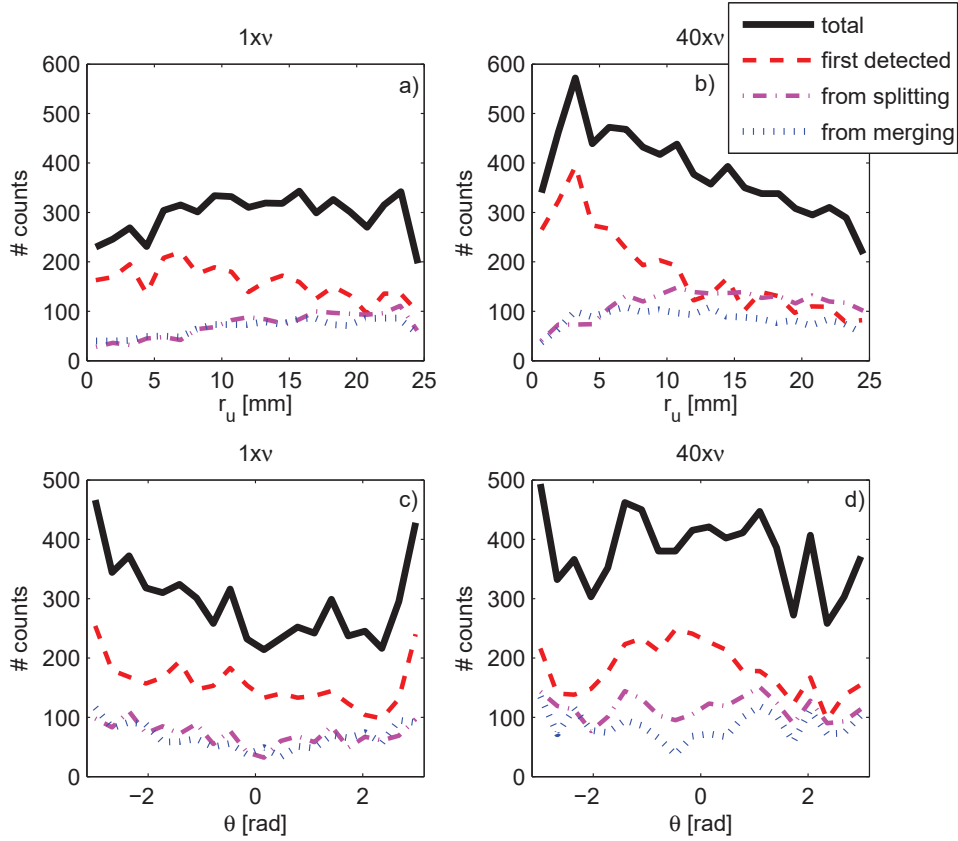 1xν
40xν
total
first detected
from splitting
from merging
a)
b)
600
500
400
300
200
100
0
# counts
0 5 10 15 20 25
r_u [mm]
600
500
400
300
200
100
0
# counts
0 5 10 15 20 25
r_u [mm]
1xν
40xν
c)
d)
500
400
300
200
100
0
# counts
−2 0 2
θ [rad]
500
400
300
200
100
0
# counts
−2 0 2
θ [rad]